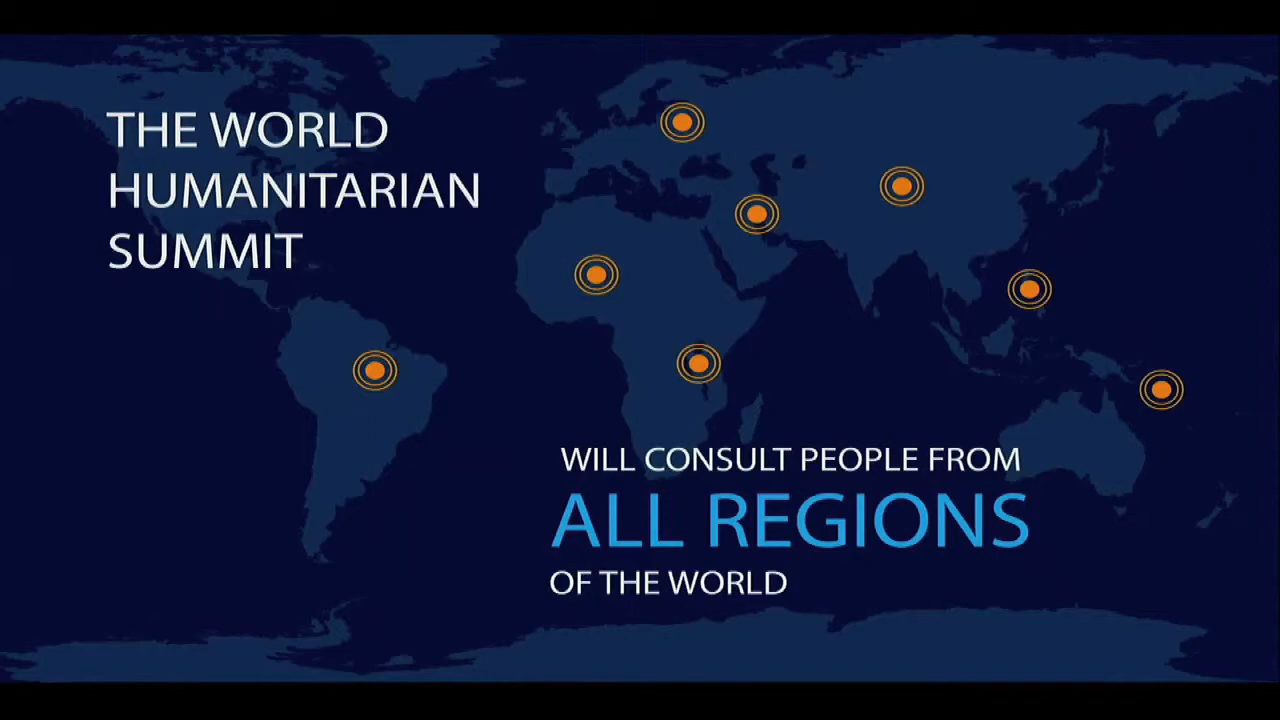 THE WORLD
HUMANITARIAN
SUMMIT
WILL CONSULT PEOPLE FROM
ALL REGIONS
OF THE WORLD